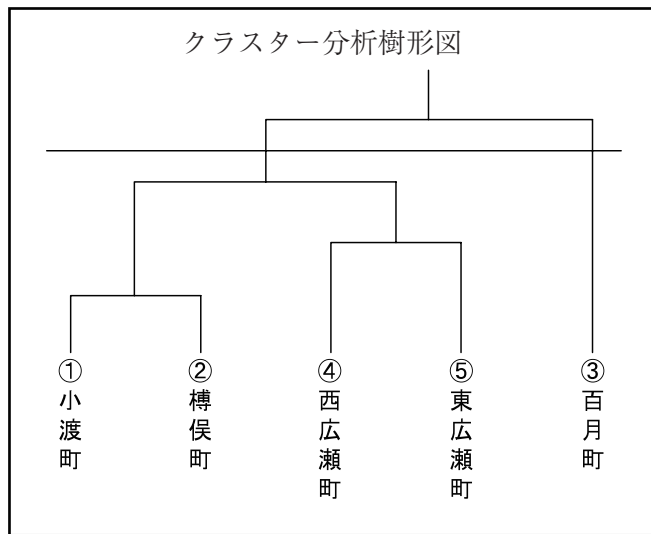 クラスター分析樹形図
①小渡町
②榑俣町
④西広瀬町
⑤東広瀬町
③百月町